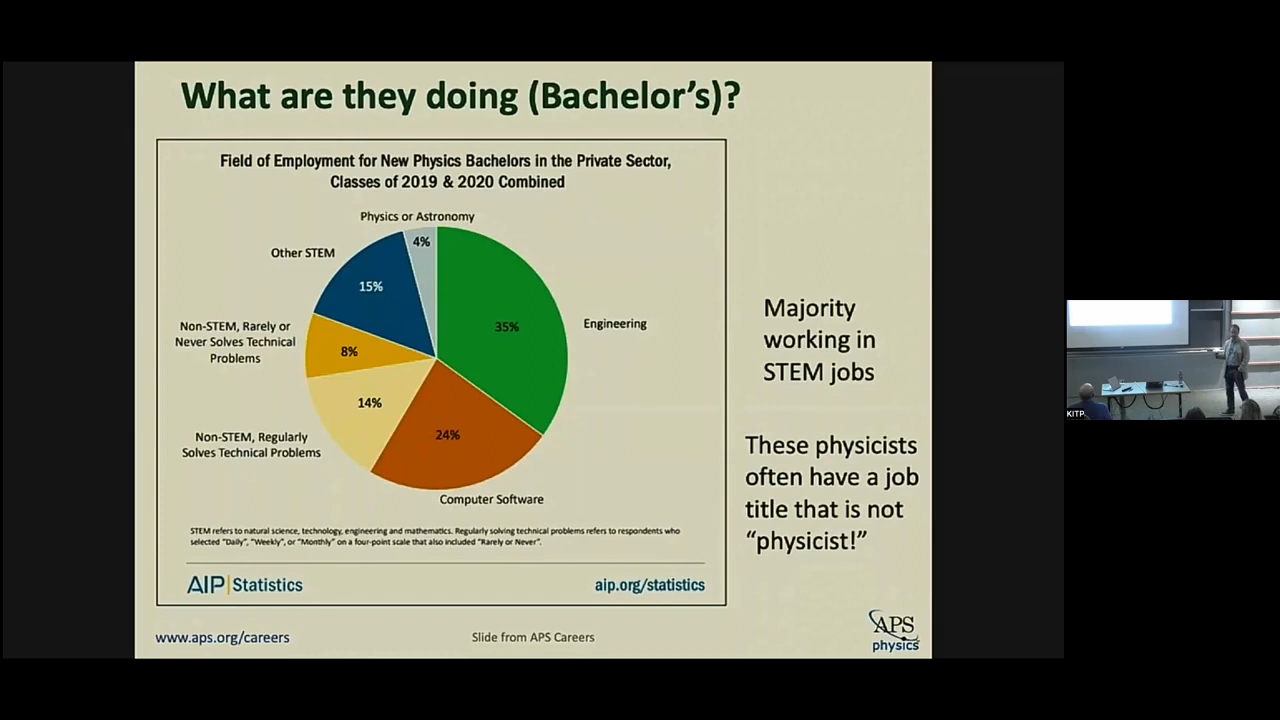 What are they doing (Bachelor's)?
Field of Employment for New Physics Bachelors in the Private Sector,
Classes of 2019 & 2020 Combined
Physics or Astronomy
4%
Other STEM
15%
35%
Engineering
Non-STEM, Rarely or
Never Solves Technical
Problems
8%
14%
24%
Non-STEM, Regularly
Solves Technical Problems
Computer Software
STEM refers to natural science, technology, engineering and mathematics. Regularly solving technical problems refers to respondents who
selected "Daily", "Weekly", or "Monthly" on a four-point scale that also included "Rarely or Never".
AIP|Statistics
aip.org/statistics
Majority
working in
STEM jobs
These physicists
often have a job
title that is not
"physicist!"
www.aps.org/careers
Slide from APS Careers
APS
physics
KITP